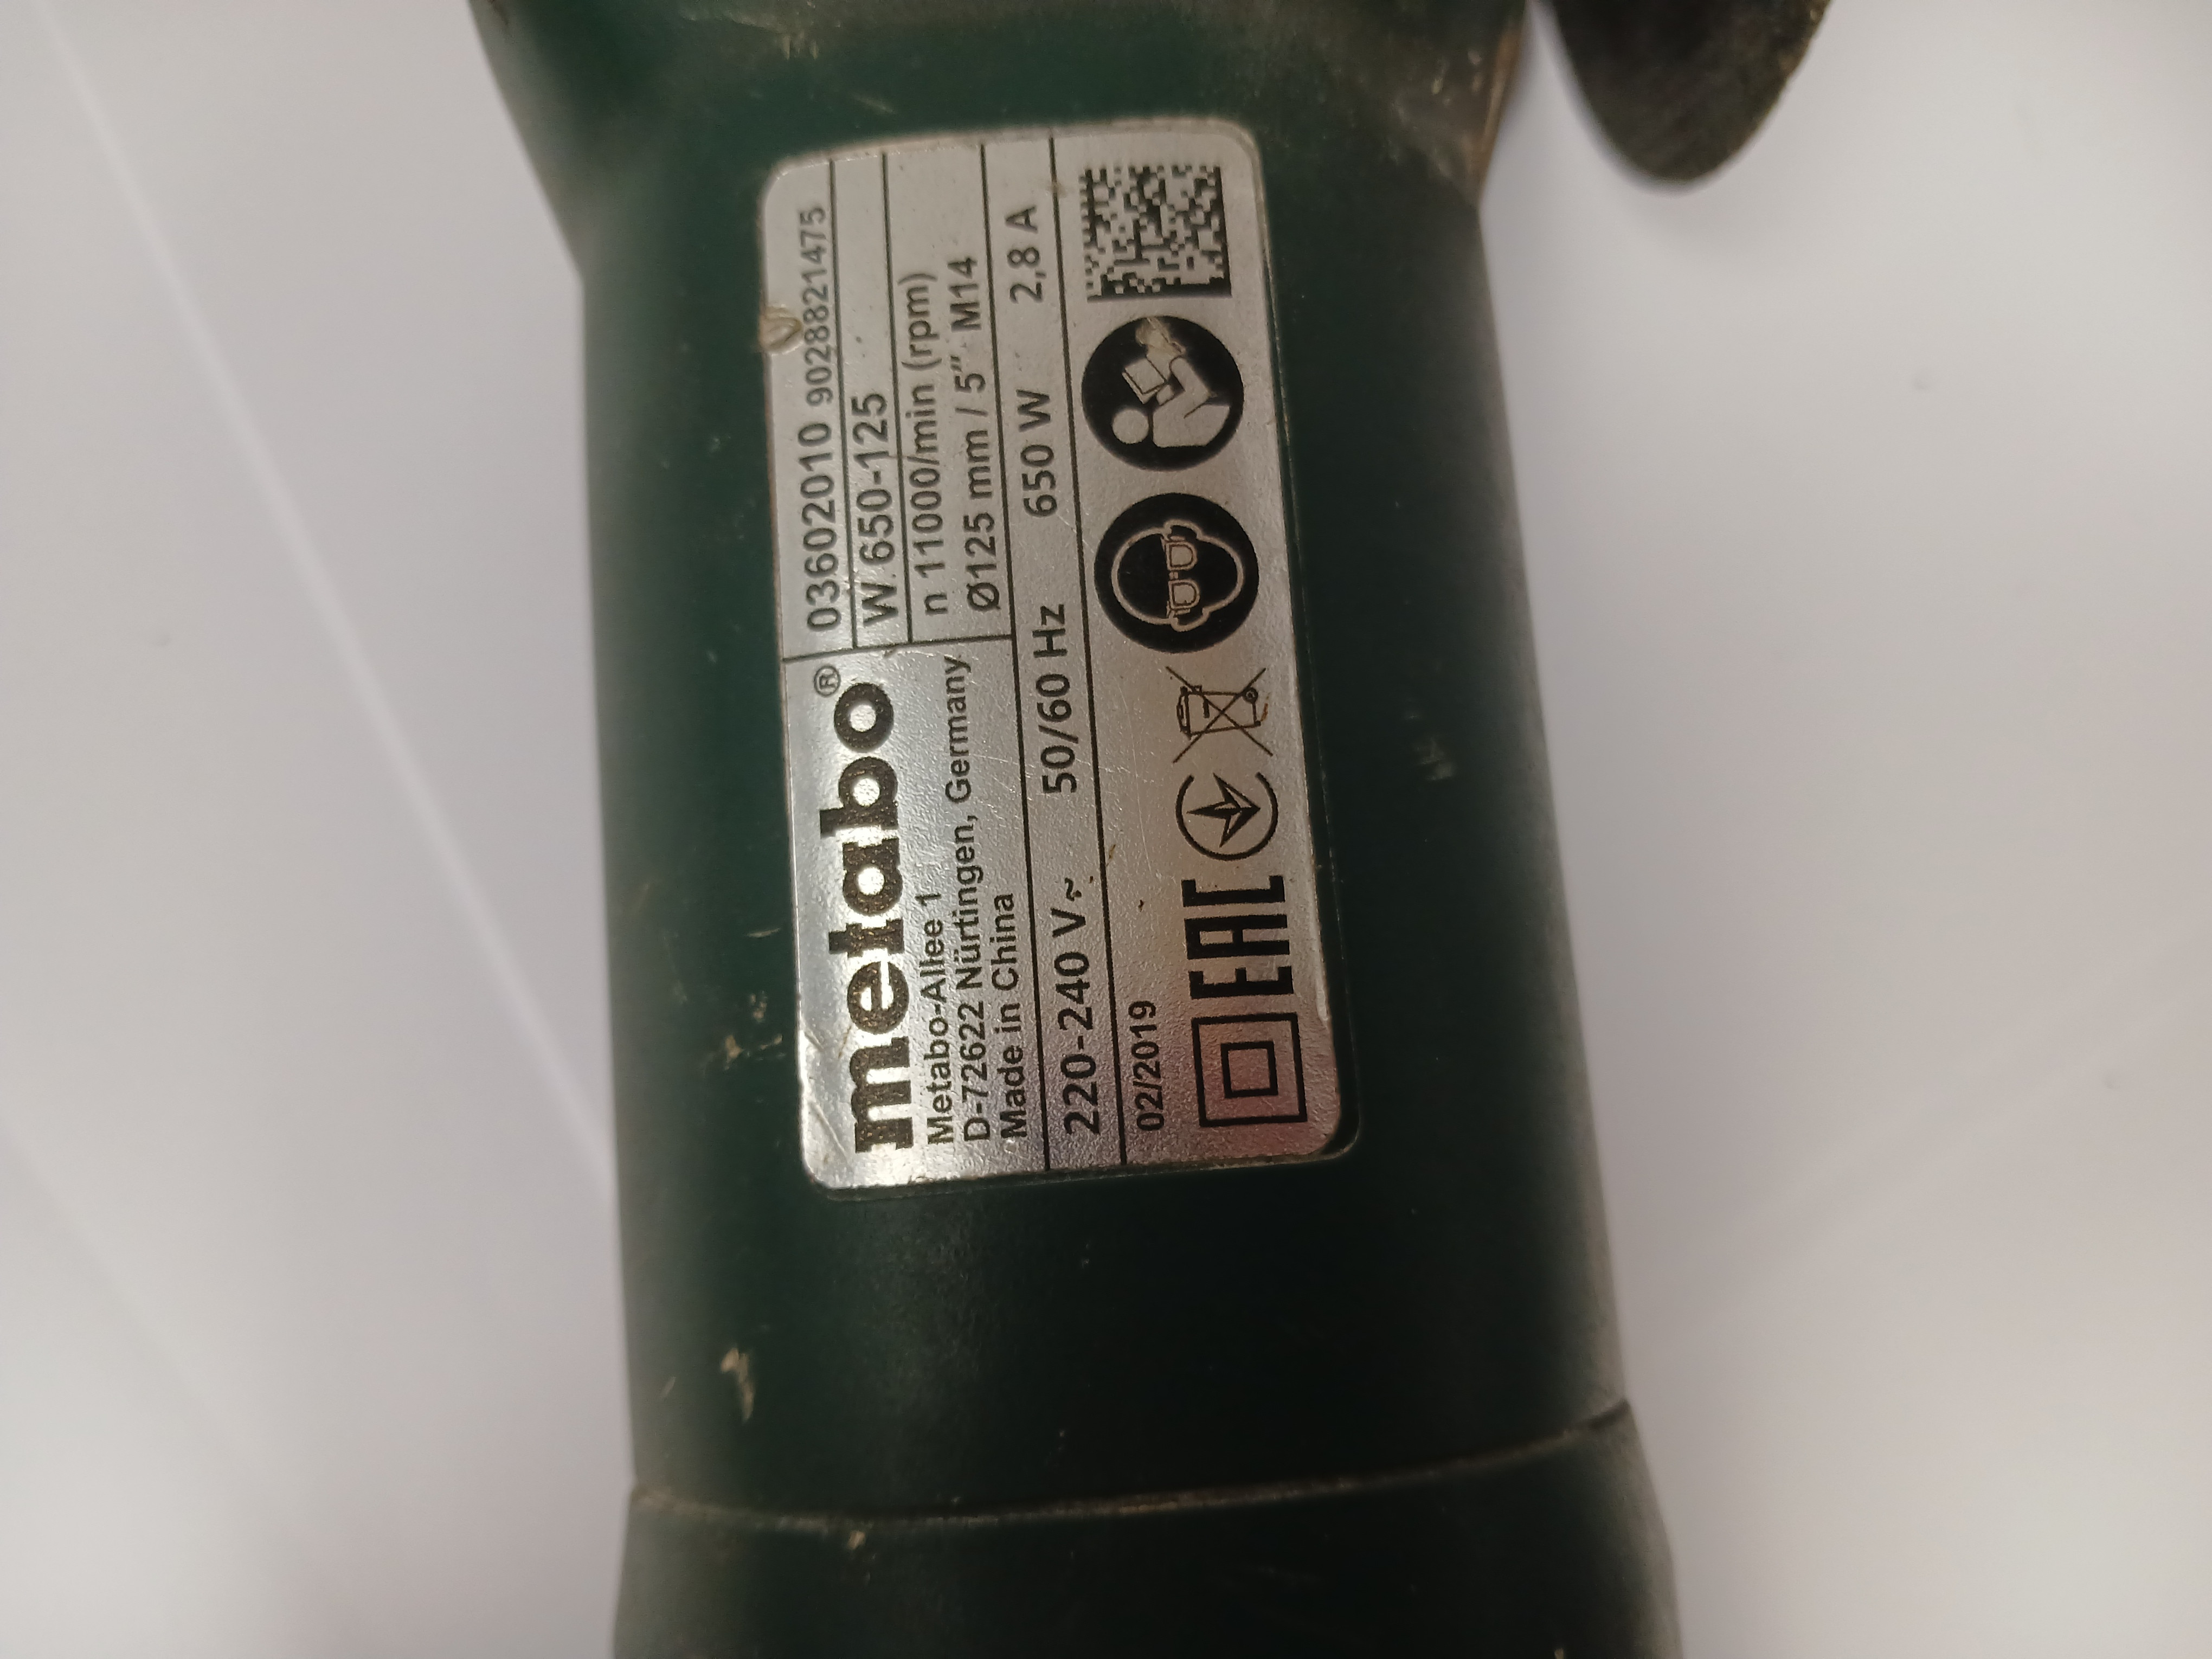 metabo®
Metabo-Allee 1
D-72622 Nürtingen, Germany
Made in China
03602010 9028821475
W 650-125
n 11000/min (rpm)
Ø125 mm / 5" M14
220-240 V~ 50/60 Hz 650 W 2,8 A
02/2019
EAC